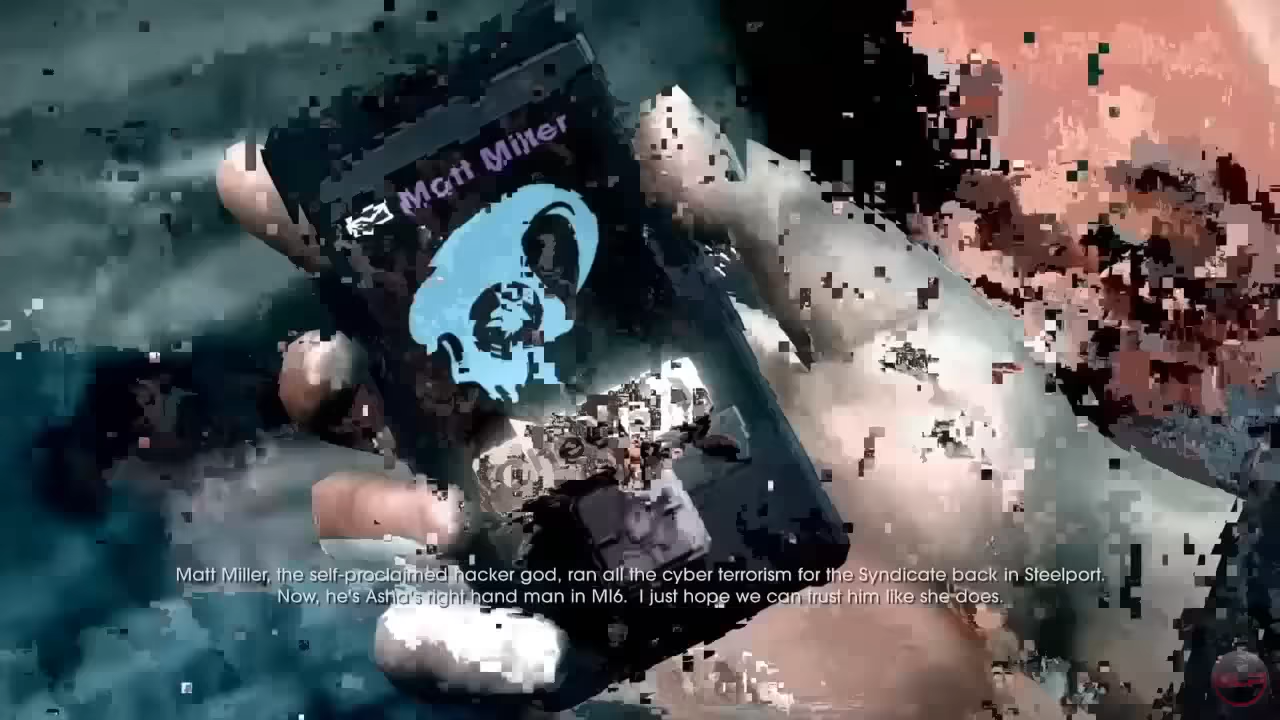 Matt Miller
Matt Miller, the self-proclaimed hacker god, ran all the cyber terrorism for the Syndicate back in Steelport.
Now, he's Asha's right hand man in MI6. I just hope we can trust him like she does.